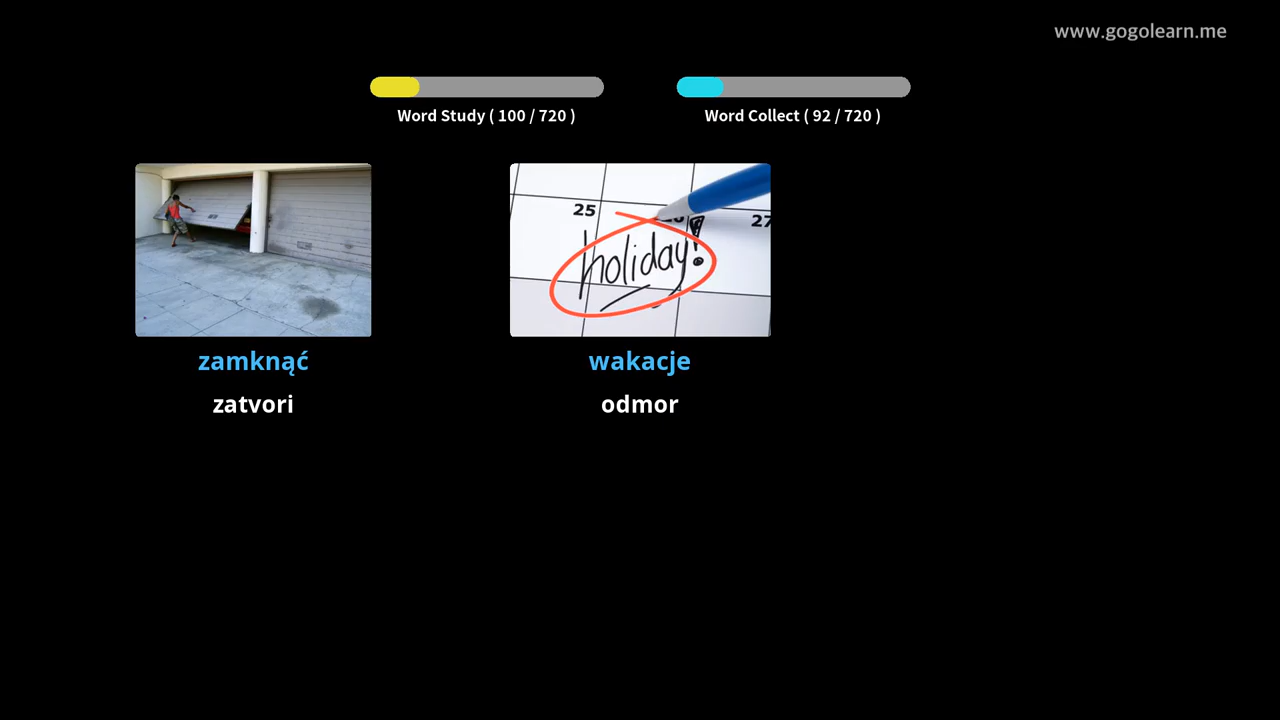 www.gogolearn.me
Word Study ( 100 / 720 )
Word Collect ( 92 / 720 )
25
27
holiday!
zamknąć
wakacje
zatvori
odmor